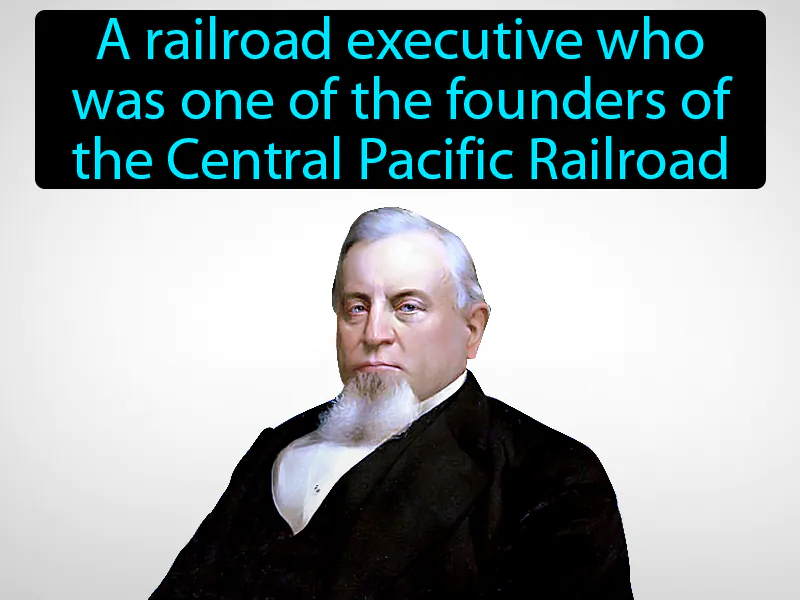 A railroad executive who
was one of the founders of
the Central Pacific Railroad